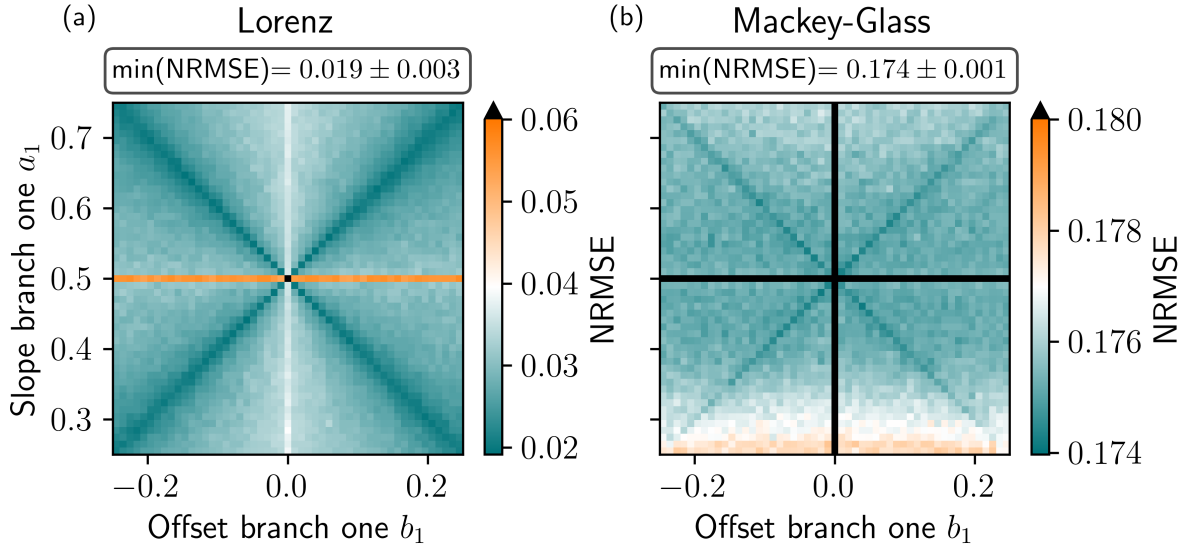 (a) Lorenz
min(NRMSE)= 0.019 ± 0.003
Slope branch one a₁
0.7
0.6
0.5
0.4
0.3
−0.2 0.0 0.2
Offset branch one b₁
0.06
0.05
0.04
0.03
0.02
NRMSE
(b) Mackey-Glass
min(NRMSE)= 0.174 ± 0.001
−0.2 0.0 0.2
Offset branch one b₁
0.180
0.178
0.176
0.174
NRMSE